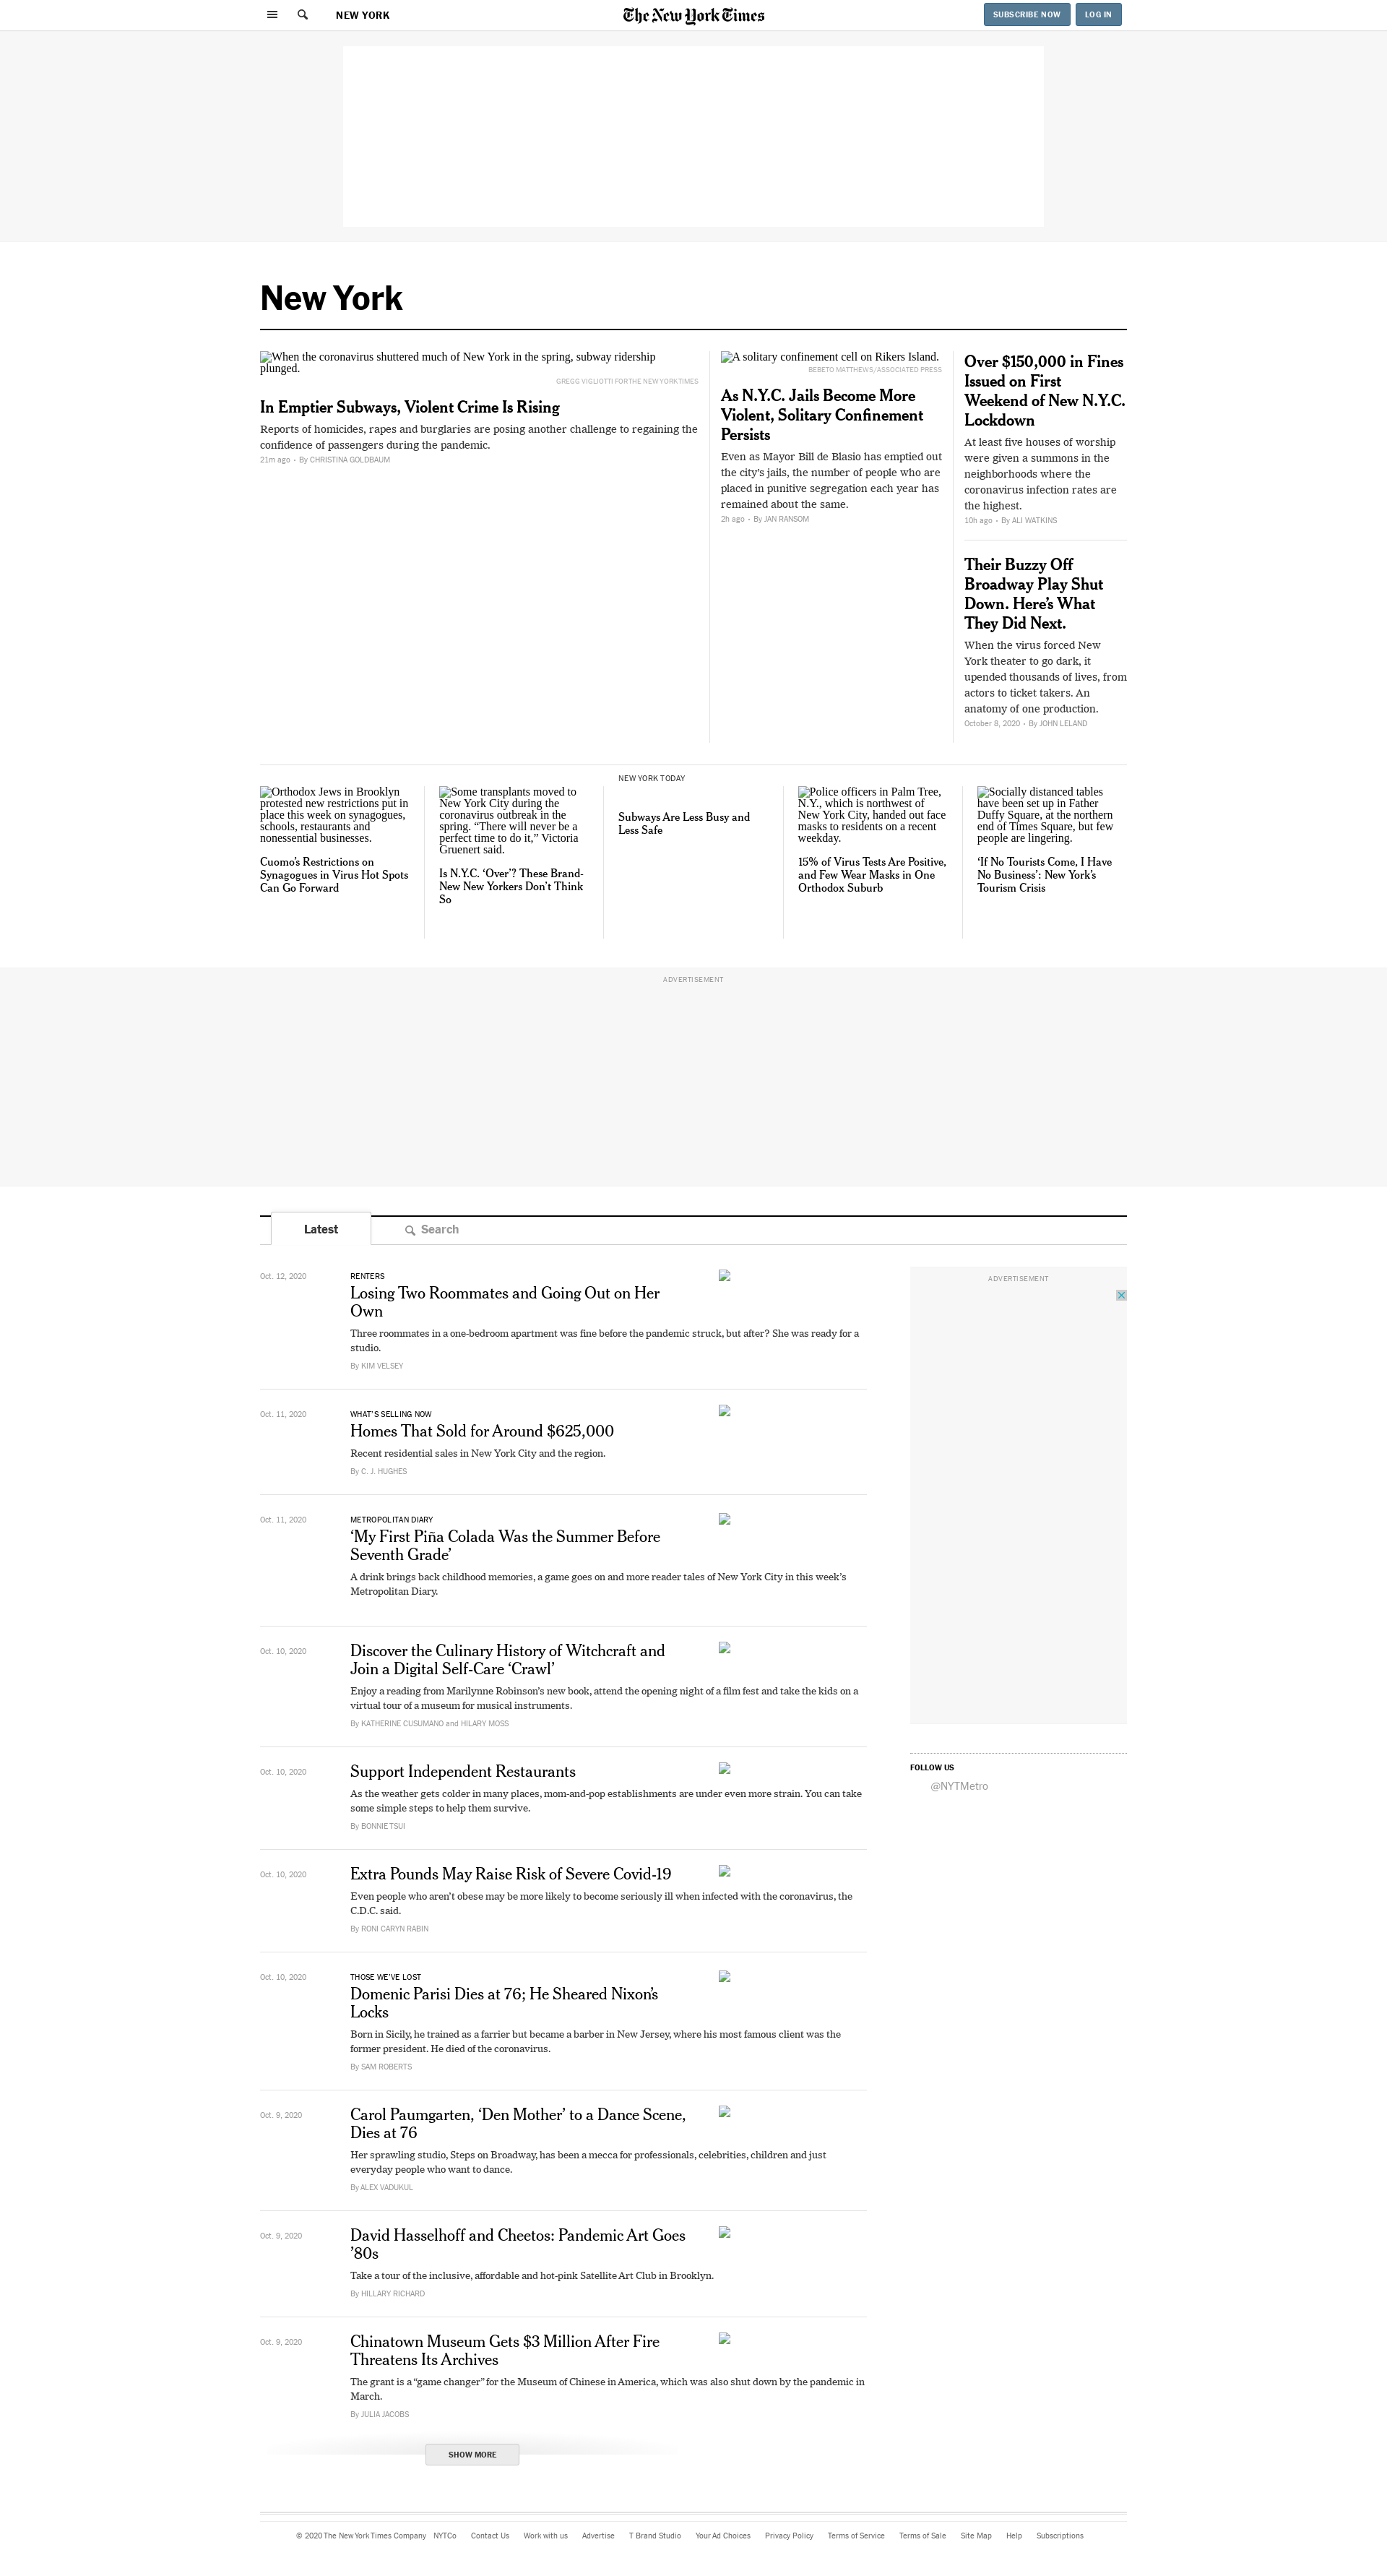 NEW YORK
The New York Times
SUBSCRIBE NOW
LOG IN
New York
When the coronavirus shuttered much of New York in the spring, subway ridership
plunged.
GREGG VIGLIOTTI FOR THE NEW YORK TIMES
In Emptier Subways, Violent Crime Is Rising
Reports of homicides, rapes and burglaries are posing another challenge to regaining the
confidence of passengers during the pandemic.
21m ago • By CHRISTINA GOLDBAUM
A solitary confinement cell on Rikers Island.
BEBETO MATTHEWS/ASSOCIATED PRESS
As N.Y.C. Jails Become More
Violent, Solitary Confinement
Persists
Even as Mayor Bill de Blasio has emptied out
the city’s jails, the number of people who are
placed in punitive segregation each year has
remained about the same.
2h ago • By JAN RANSOM
Over $150,000 in Fines
Issued on First
Weekend of New N.Y.C.
Lockdown
At least five houses of worship
were given a summons in the
neighborhoods where the
coronavirus infection rates are
the highest.
10h ago • By ALI WATKINS
Their Buzzy Off
Broadway Play Shut
Down. Here’s What
They Did Next.
When the virus forced New
York theater to go dark, it
upended thousands of lives, from
actors to ticket takers. An
anatomy of one production.
October 8, 2020 • By JOHN LELAND
Orthodox Jews in Brooklyn
protested new restrictions put in
place this week on synagogues,
schools, restaurants and
nonessential businesses.
Cuomo’s Restrictions on
Synagogues in Virus Hot Spots
Can Go Forward
Some transplants moved to
New York City during the
coronavirus outbreak in the
spring. “There will never be a
perfect time to do it,” Victoria
Gruenert said.
Is N.Y.C. ‘Over’? These Brand-
New New Yorkers Don’t Think
So
NEW YORK TODAY
Subways Are Less Busy and
Less Safe
Police officers in Palm Tree,
N.Y., which is northwest of
New York City, handed out face
masks to residents on a recent
weekday.
15% of Virus Tests Are Positive,
and Few Wear Masks in One
Orthodox Suburb
Socially distanced tables
have been set up in Father
Duffy Square, at the northern
end of Times Square, but few
people are lingering.
‘If No Tourists Come, I Have
No Business’: New York’s
Tourism Crisis
ADVERTISEMENT
Latest
Search
Oct. 12, 2020
RENTERS
Losing Two Roommates and Going Out on Her
Own
Three roommates in a one-bedroom apartment was fine before the pandemic struck, but after? She was ready for a
studio.
By KIM VELSEY
Oct. 11, 2020
WHAT’S SELLING NOW
Homes That Sold for Around $625,000
Recent residential sales in New York City and the region.
By C. J. HUGHES
Oct. 11, 2020
METROPOLITAN DIARY
‘My First Piña Colada Was the Summer Before
Seventh Grade’
A drink brings back childhood memories, a game goes on and more reader tales of New York City in this week’s
Metropolitan Diary.
Oct. 10, 2020
Discover the Culinary History of Witchcraft and
Join a Digital Self-Care ‘Crawl’
Enjoy a reading from Marilynne Robinson’s new book, attend the opening night of a film fest and take the kids on a
virtual tour of a museum for musical instruments.
By KATHERINE CUSUMANO and HILARY MOSS
Oct. 10, 2020
Support Independent Restaurants
As the weather gets colder in many places, mom-and-pop establishments are under even more strain. You can take
some simple steps to help them survive.
By BONNIE TSUI
Oct. 10, 2020
Extra Pounds May Raise Risk of Severe Covid-19
Even people who aren’t obese may be more likely to become seriously ill when infected with the coronavirus, the
C.D.C. said.
By RONI CARYN RABIN
Oct. 10, 2020
THOSE WE’VE LOST
Domenic Parisi Dies at 76; He Sheared Nixon’s
Locks
Born in Sicily, he trained as a farrier but became a barber in New Jersey, where his most famous client was the
former president. He died of the coronavirus.
By SAM ROBERTS
Oct. 9, 2020
Carol Paumgarten, ‘Den Mother’ to a Dance Scene,
Dies at 76
Her sprawling studio, Steps on Broadway, has been a mecca for professionals, celebrities, children and just
everyday people who want to dance.
By ALEX VADUKUL
Oct. 9, 2020
David Hasselhoff and Cheetos: Pandemic Art Goes
’80s
Take a tour of the inclusive, affordable and hot-pink Satellite Art Club in Brooklyn.
By HILLARY RICHARD
Oct. 9, 2020
Chinatown Museum Gets $3 Million After Fire
Threatens Its Archives
The grant is a “game changer” for the Museum of Chinese in America, which was also shut down by the pandemic in
March.
By JULIA JACOBS
SHOW MORE
ADVERTISEMENT
FOLLOW US
@NYTMetro
© 2020 The New York Times Company NYTCo Contact Us Work with us Advertise T Brand Studio Your Ad Choices Privacy Policy Terms of Service Terms of Sale Site Map Help Subscriptions